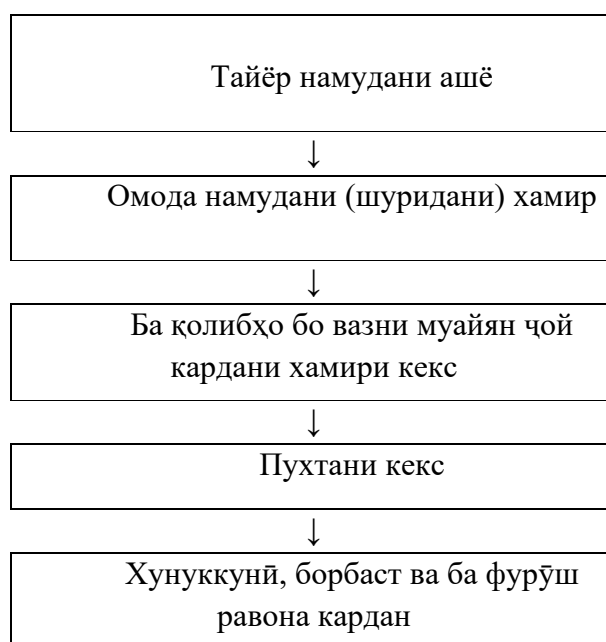 Тайёр намудани ашё
↓
Омода намудани (шуридани) хамир
↓
Ба қолибҳо бо вазни муайян ҷой
кардани хамири кекс
↓
Пухтани кекс
↓
Хунуккунӣ, борбаст ва ба фурӯш
равона кардан